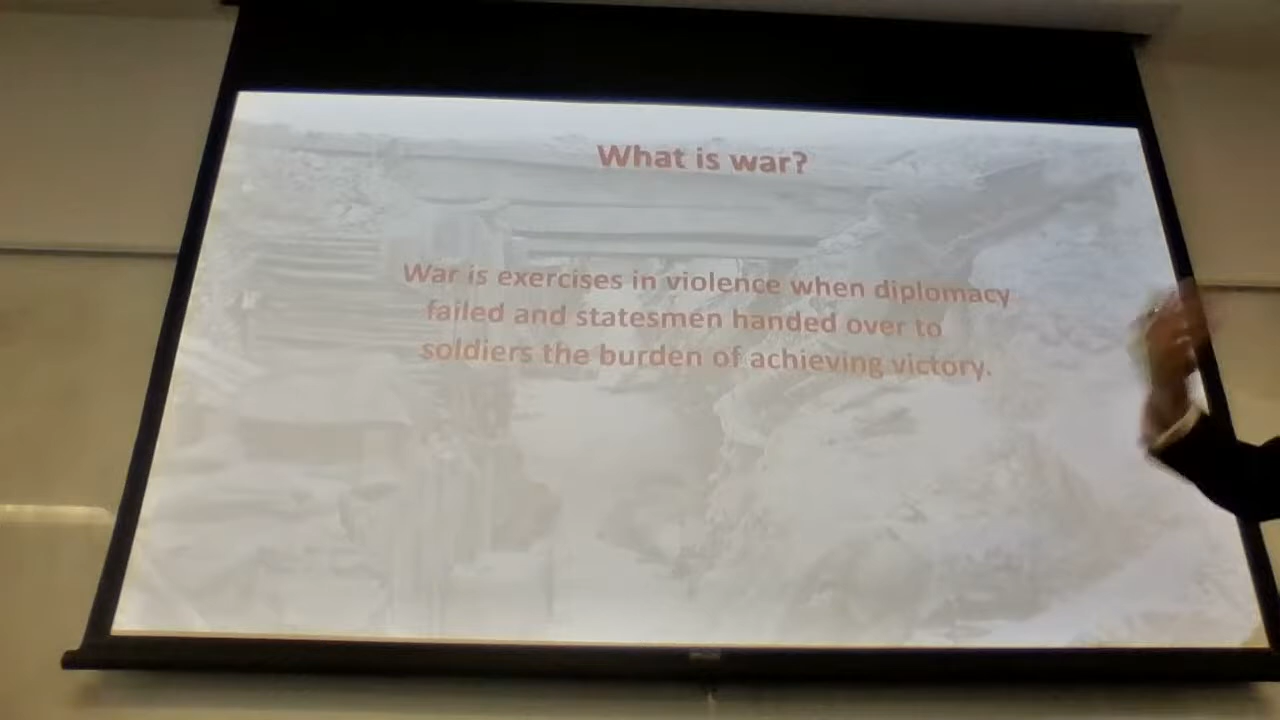 What is war?
War is exercises in violence when diplomacy
failed and statesmen handed over to
soldiers the burden of achieving victory.